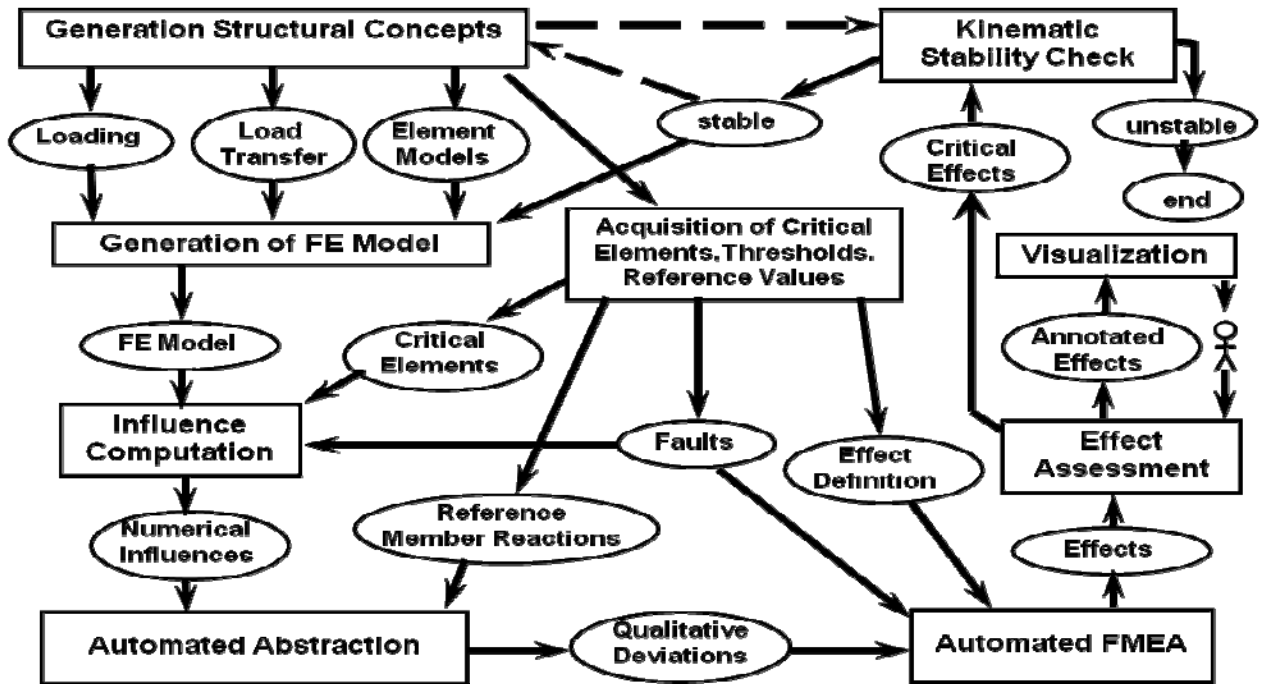 Generation Structural Concepts
Kinematic
Stability Check
Loading
Load
Transfer
Element
Models
stable
Critical
Effects
unstable
end
Generation of FE Model
Acquisition of Critical
Elements.Thresholds.
Reference Values
Visualization
FE Model
Critical
Elements
Annotated
Effects
Influence
Computation
Faults
Effect
Definition
Effect
Assessment
Numerical
Influences
Reference
Member Reactions
Effects
Automated Abstraction
Qualitative
Deviations
Automated FMEA